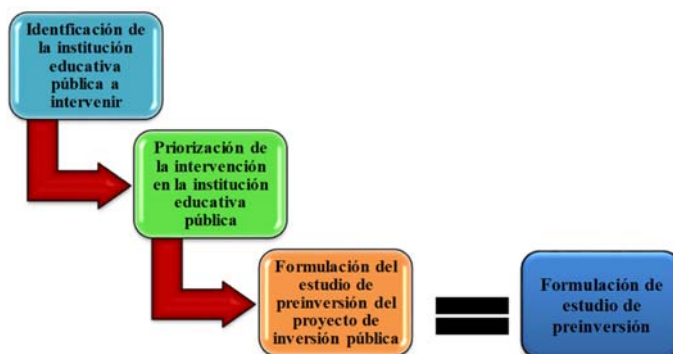 Identficación de
la institución
educativa
pública a
intervenir
Priorización de
la intervención
en la institución
educativa
pública
Formulación del
estudio de
preinversión del
proyecto de
inversión pública
Formulación de
estudio de
preinversión